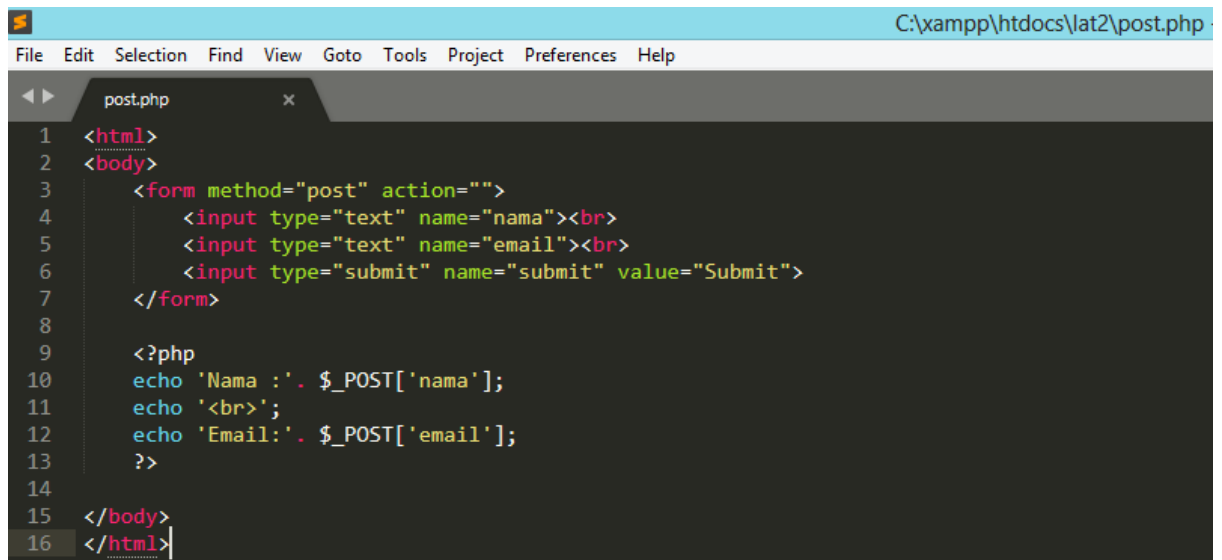 C:\xampp\htdocs\lat2\post.php -
File Edit Selection Find View Goto Tools Project Preferences Help
post.php ×
1 <html>
2 <body>
3 <form method="post" action="">
4 <input type="text" name="nama"><br>
5 <input type="text" name="email"><br>
6 <input type="submit" name="submit" value="Submit">
7 </form>
8
9 <?php
10 echo 'Nama :'. $_POST['nama'];
11 echo '<br>';
12 echo 'Email:'. $_POST['email'];
13 ?>
14
15 </body>
16 </html>